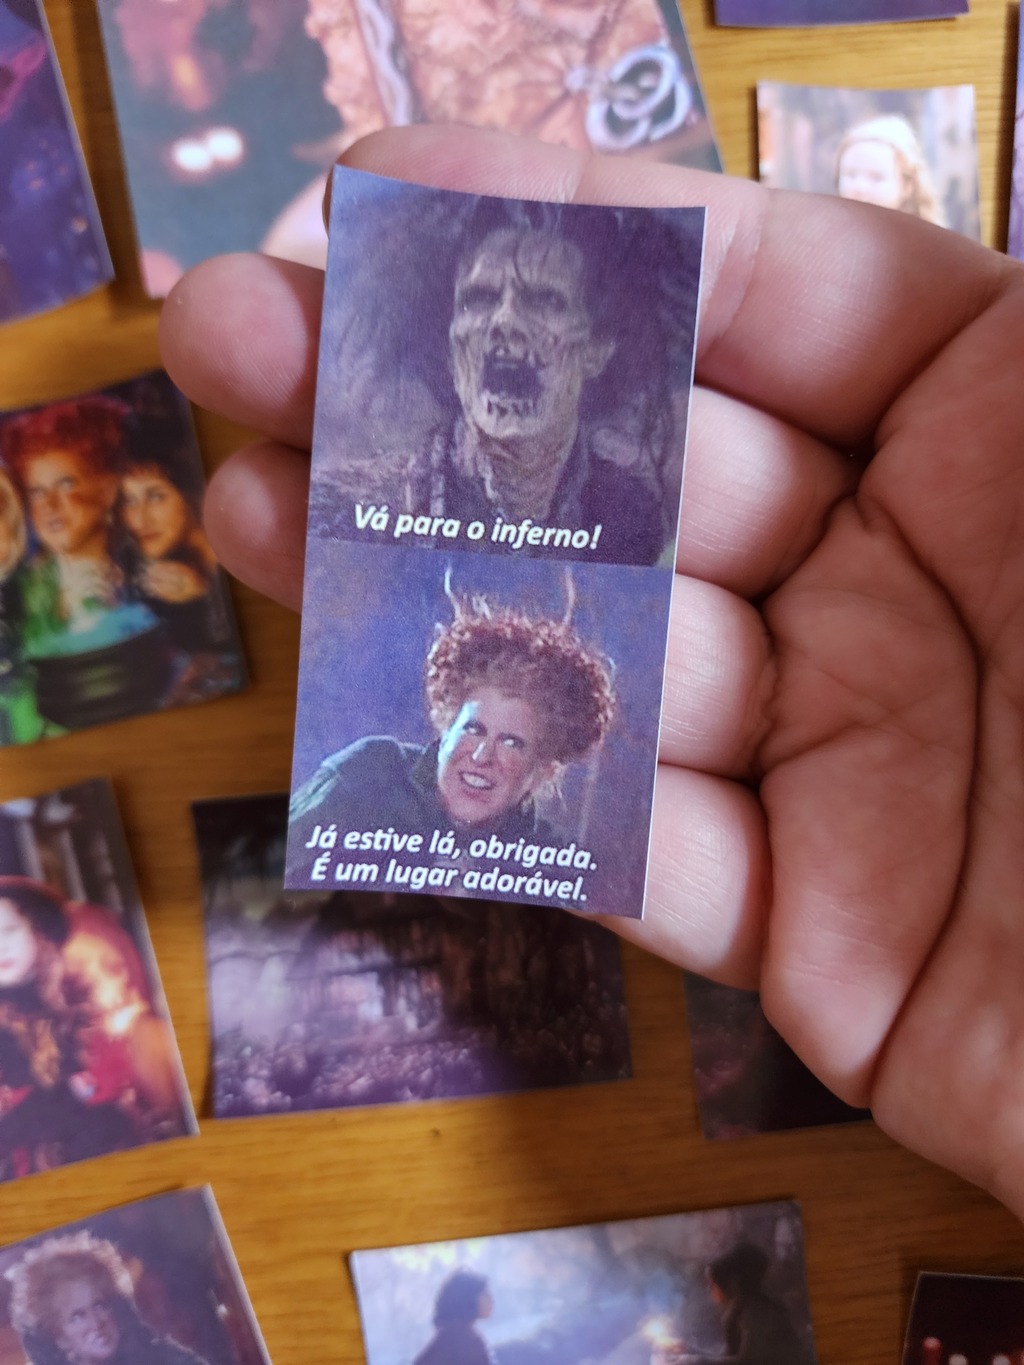 Vá para o inferno!
Já estive lá, obrigada.
É um lugar adorável.